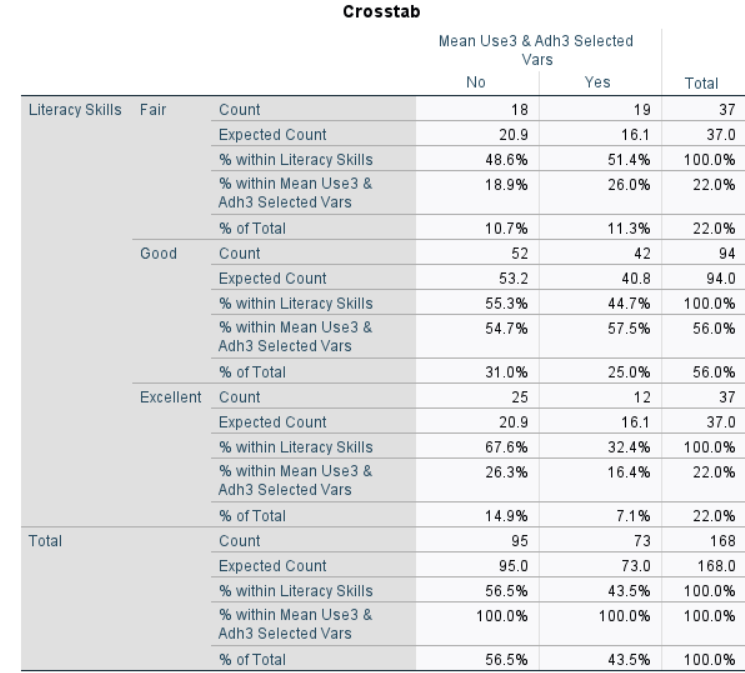 Crosstab
Mean Use3 & Adh3 Selected
Vars
No Yes Total
Literacy Skills Fair Count 18 19 37
Expected Count 20.9 16.1 37.0
% within Literacy Skills 48.6% 51.4% 100.0%
% within Mean Use3 & 18.9% 26.0% 22.0%
Adh3 Selected Vars
% of Total 10.7% 11.3% 22.0%
Good Count 52 42 94
Expected Count 53.2 40.8 94.0
% within Literacy Skills 55.3% 44.7% 100.0%
% within Mean Use3 & 54.7% 57.5% 56.0%
Adh3 Selected Vars
% of Total 31.0% 25.0% 56.0%
Excellent Count 25 12 37
Expected Count 20.9 16.1 37.0
% within Literacy Skills 67.6% 32.4% 100.0%
% within Mean Use3 & 26.3% 16.4% 22.0%
Adh3 Selected Vars
% of Total 14.9% 7.1% 22.0%
Total Count 95 73 168
Expected Count 95.0 73.0 168.0
% within Literacy Skills 56.5% 43.5% 100.0%
% within Mean Use3 & 100.0% 100.0% 100.0%
Adh3 Selected Vars
% of Total 56.5% 43.5% 100.0%